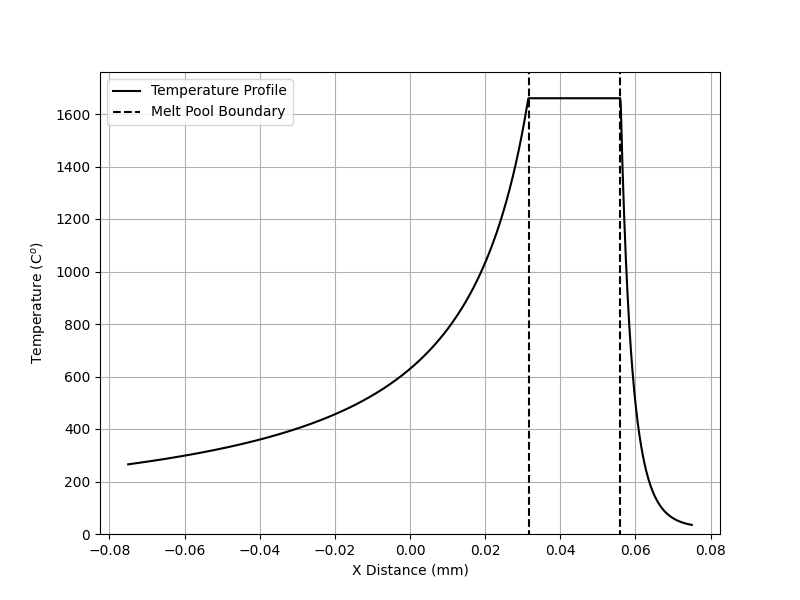 Temperature Profile
Melt Pool Boundary
1600
1400
1200
1000
800
600
400
200
0
Temperature (C°)
−0.08 −0.06 −0.04 −0.02 0.00 0.02 0.04 0.06 0.08
X Distance (mm)